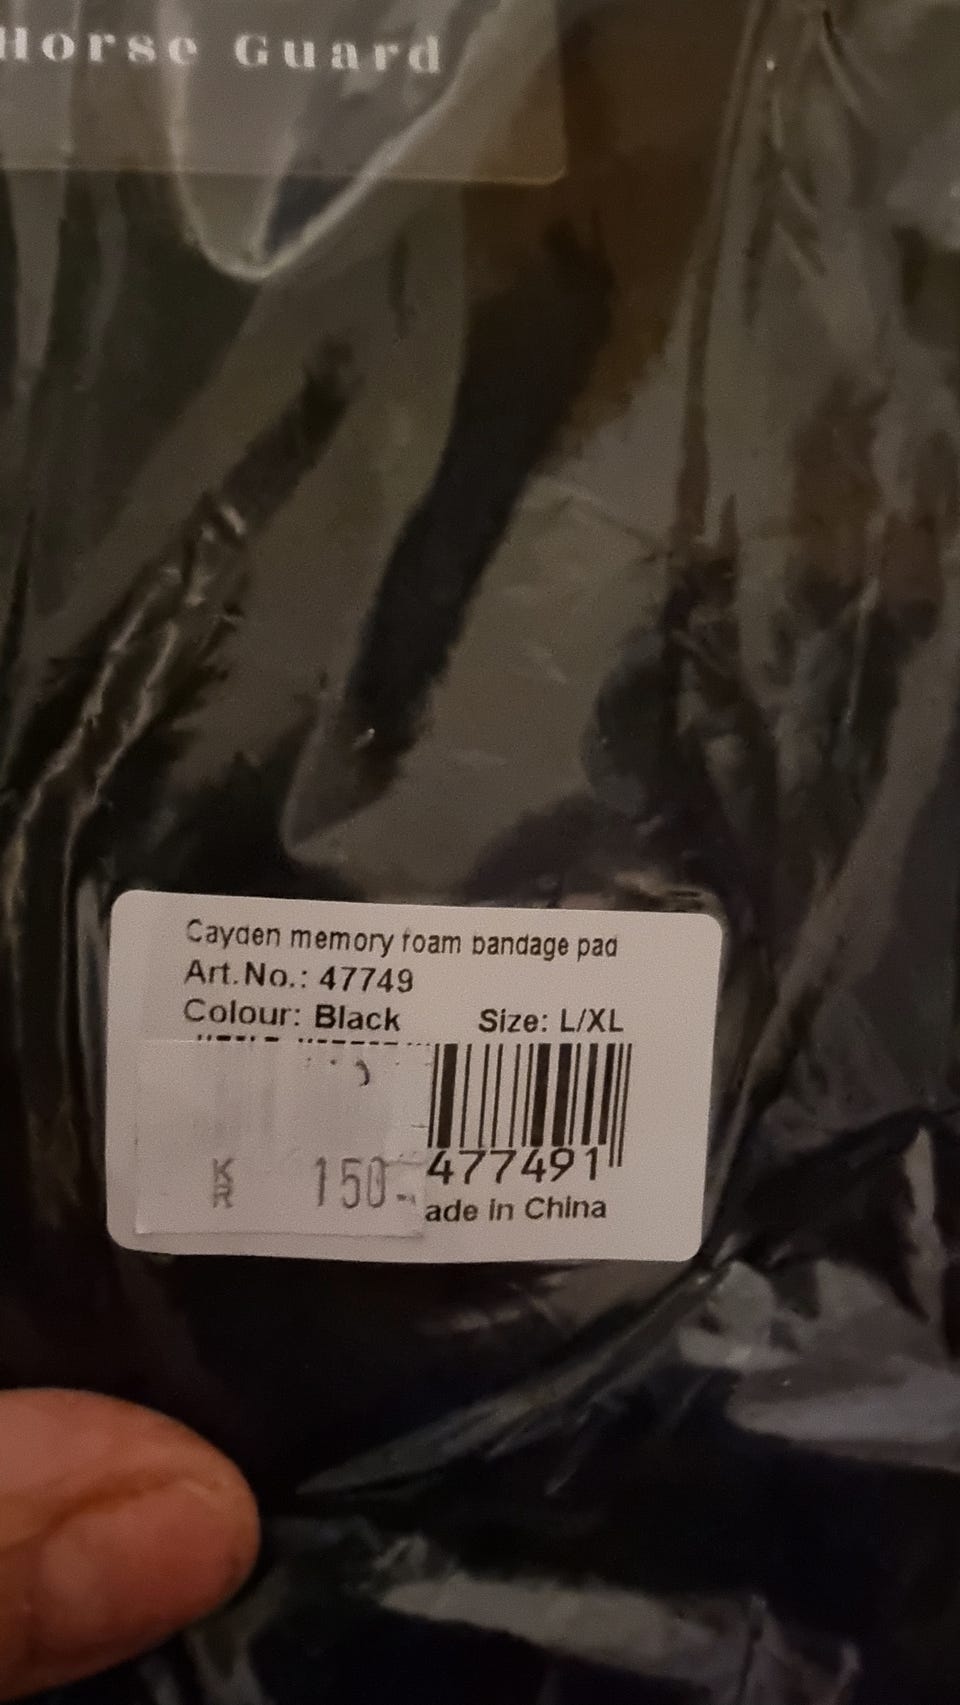 Horse Guard
Cayden memory foam bandage pad
Art.No.: 47749
Colour: Black Size: L/XL
KR 150.- 477491
ade in China